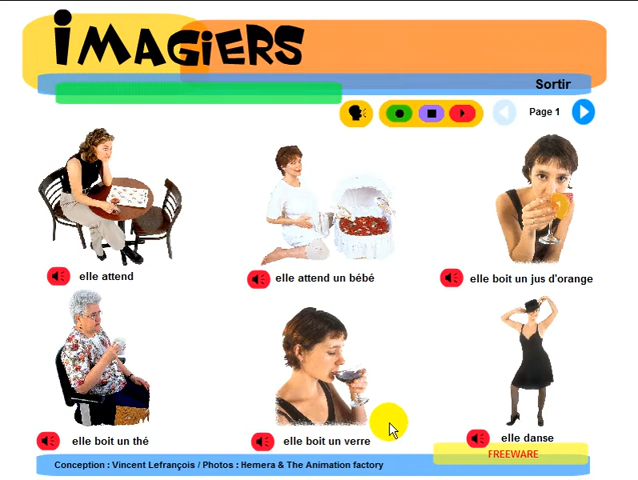 iMAGiERS
Sortir
Page 1
elle attend
elle attend un bébé
elle boit un jus d'orange
elle boit un thé
elle boit un verre
elle danse
FREEWARE
Conception : Vincent Lefrançois / Photos : Hemera & The Animation factory